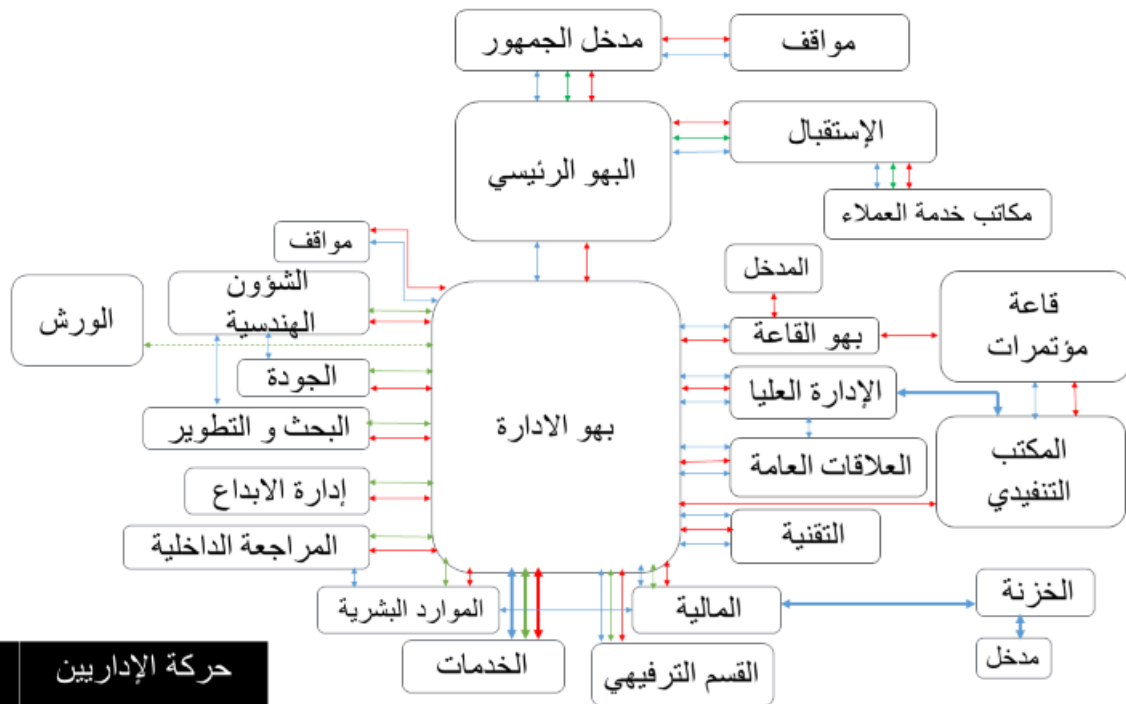 مدخل الجمهور
مواقف
الإستقبال
البهو الرئيسي
مكاتب خدمة العملاء
مواقف
المدخل
الشؤون
الهندسية
الورش
قاعة
مؤتمرات
بهو القاعة
الجودة
الإدارة العليا
بهو الادارة
البحث و التطوير
المكتب
التنفيدي
العلاقات العامة
إدارة الابداع
التقنية
المراجعة الداخلية
الخزنة
المالية
الموارد البشرية
مدخل
الخدمات
القسم الترفيهي
حركة الإداريين